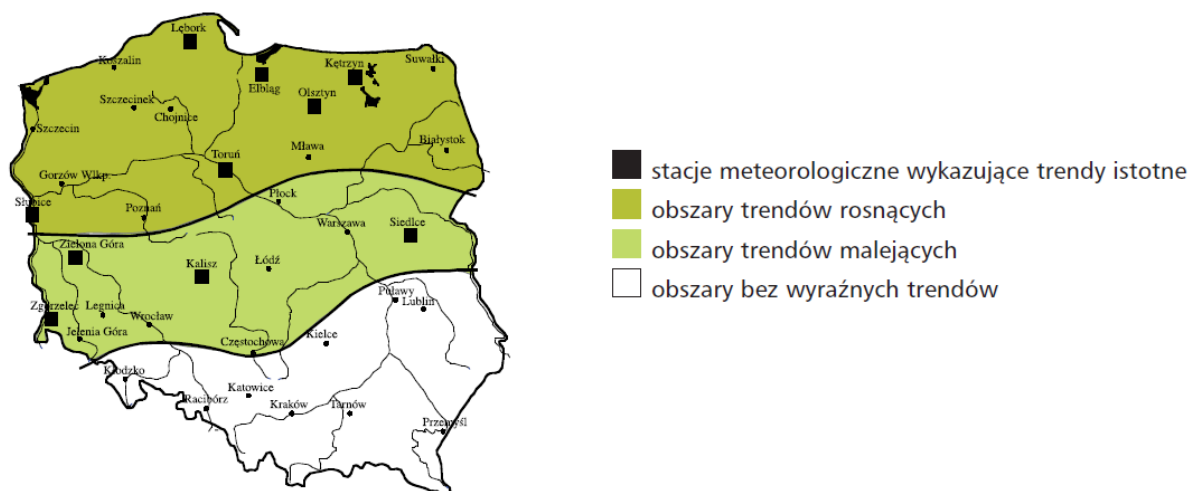 Lębork
Koszalin
Suwałki
Kętrzyn
Elbląg
Olsztyn
Szczecinek
Chojnice
Szczecin
Białystok
Mława
Toruń
Gorzów Wlkp.
Płock
Słubice
Poznań
Warszawa
Siedlce
Zielona Góra
Łódź
Kalisz
Puławy
Lublin
Zgorzelec
Legnica
Wrocław
Jelenia Góra
Częstochowa
Kielce
Kłodzko
Katowice
Racibórz
Kraków
Tarnów
Przemyśl
stacje meteorologiczne wykazujące trendy istotne
obszary trendów rosnących
obszary trendów malejących
obszary bez wyraźnych trendów